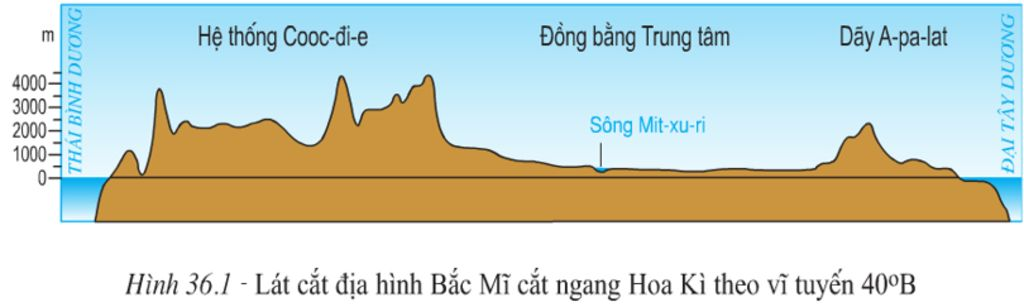 m
Hệ thống Cooc-đi-e
Đồng bằng Trung tâm
Dãy A-pa-lat
THÁI BÌNH DƯƠNG
ĐẠI TÂY DƯƠNG
4000
3000
2000
1000
0
Sông Mit-xu-ri
Hình 36.1 - Lát cắt địa hình Bắc Mĩ cắt ngang Hoa Kì theo vĩ tuyến 40ºB